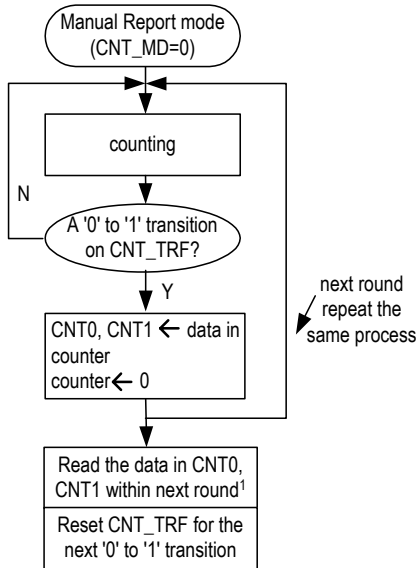 Manual Report mode
(CNT_MD=0)
counting
N
A '0' to '1' transition
on CNT_TRF?
Y
next round
repeat the
same process
CNT0, CNT1 ← data in
counter
counter← 0
Read the data in CNT0,
CNT1 within next round¹
Reset CNT_TRF for the
next '0' to '1' transition